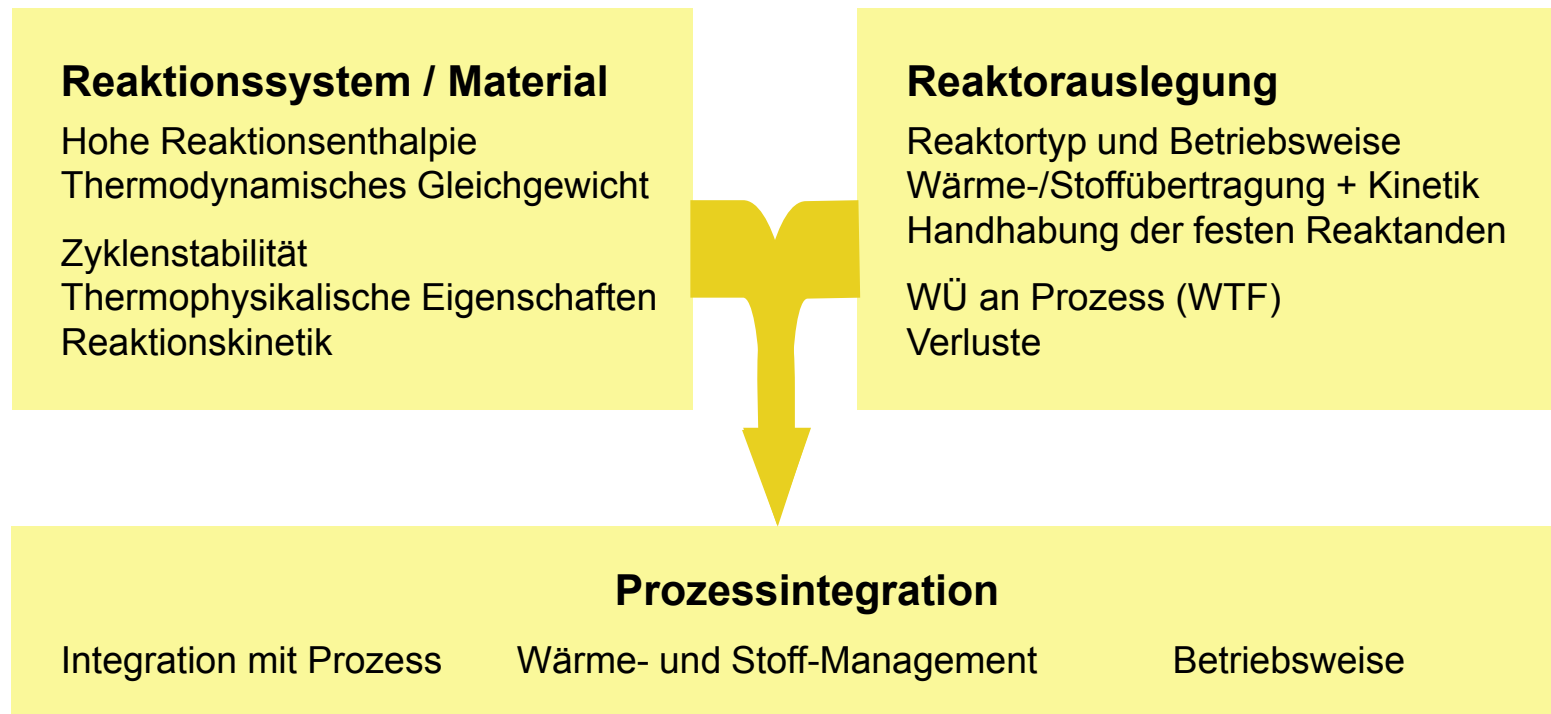 Reaktionssystem / Material
Hohe Reaktionsenthalpie
Thermodynamisches Gleichgewicht
Zyklenstabilität
Thermophysikalische Eigenschaften
Reaktionskinetik
Reaktorauslegung
Reaktortyp und Betriebsweise
Wärme-/Stoffübertragung + Kinetik
Handhabung der festen Reaktanden
WÜ an Prozess (WTF)
Verluste
Prozessintegration
Integration mit Prozess Wärme- und Stoff-Management Betriebsweise